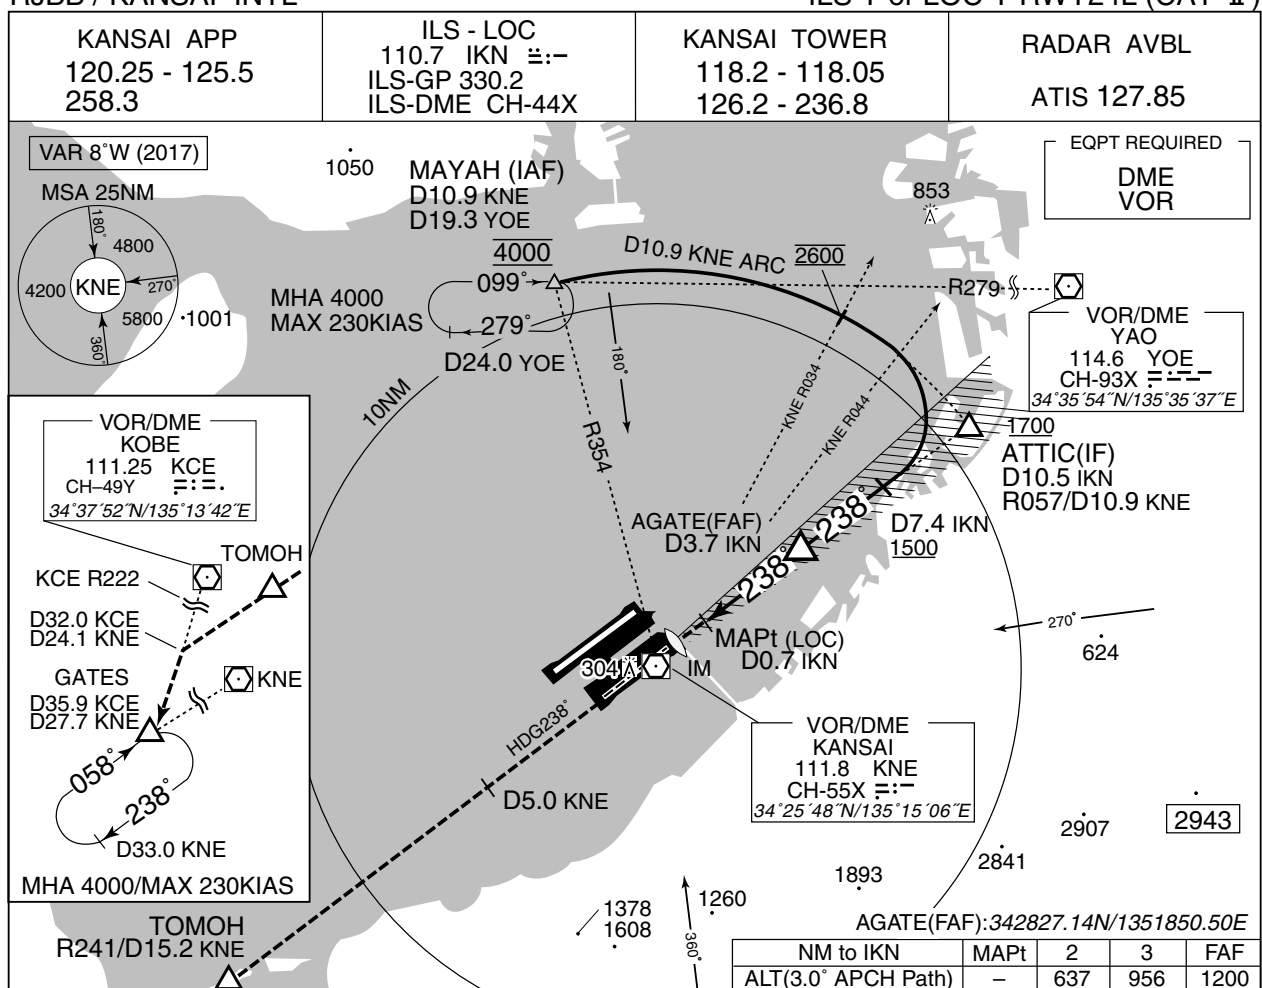 RJBB / KANSAI INTL
ILS Y or LOC Y RWY24L (CAT II)
KANSAI APP
120.25 - 125.5
258.3
ILS - LOC
110.7 IKN
ILS-GP 330.2
ILS-DME CH-44X
KANSAI TOWER
118.2 - 118.05
126.2 - 236.8
RADAR AVBL
ATIS 127.85
VAR 8°W (2017)
MSA 25NM
180°
4800
4200
KNE
270°
5800
360°
1001
1050
MAYAH (IAF)
D10.9 KNE
D19.3 YOE
4000
099°
MHA 4000
MAX 230KIAS
279°
D24.0 YOE
D10.9 KNE ARC
2600
853
EQPT REQUIRED
DME
VOR
R279
VOR/DME
YAO
114.6 YOE
CH-93X
34°35´54˝N/135°35´37˝E
10NM
180°
R354
KNE R034
KNE R044
1700
ATTIC(IF)
D10.5 IKN
R057/D10.9 KNE
AGATE(FAF)
D3.7 IKN
238°
238°
D7.4 IKN
1500
VOR/DME
KOBE
111.25 KCE
CH–49Y
34°37´52˝N/135°13´42˝E
TOMOH
KCE R222
D32.0 KCE
D24.1 KNE
GATES
D35.9 KCE
D27.7 KNE
KNE
058°
238°
D33.0 KNE
MHA 4000/MAX 230KIAS
MAPt (LOC)
D0.7 IKN
304
IM
270°
624
HDG238°
D5.0 KNE
VOR/DME
KANSAI
111.8 KNE
CH-55X
34°25´48˝N/135°15´06˝E
2907
2943
2841
1893
1260
1378
1608
360°
TOMOH
R241/D15.2 KNE
AGATE(FAF):342827.14N/1351850.50E
NM to IKN MAPt 2 3 FAF
ALT(3.0° APCH Path) – 637 956 1200